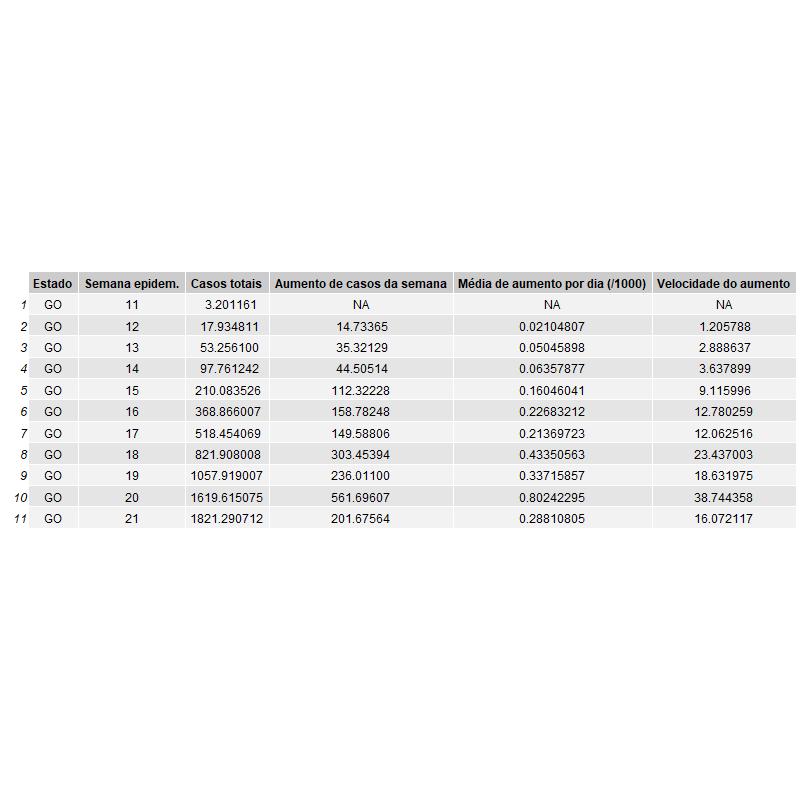 Estado Semana epidem. Casos totais Aumento de casos da semana Média de aumento por dia (/1000) Velocidade do aumento
1 GO 11 3.201161 NA NA NA
2 GO 12 17.934811 14.73365 0.02104807 1.205788
3 GO 13 53.256100 35.32129 0.05045898 2.888637
4 GO 14 97.761242 44.50514 0.06357877 3.637899
5 GO 15 210.083526 112.32228 0.16046041 9.115996
6 GO 16 368.866007 158.78248 0.22683212 12.780259
7 GO 17 518.454069 149.58806 0.21369723 12.062516
8 GO 18 821.908008 303.45394 0.43350563 23.437003
9 GO 19 1057.919007 236.01100 0.33715857 18.631975
10 GO 20 1619.615075 561.69607 0.80242295 38.744358
11 GO 21 1821.290712 201.67564 0.28810805 16.072117